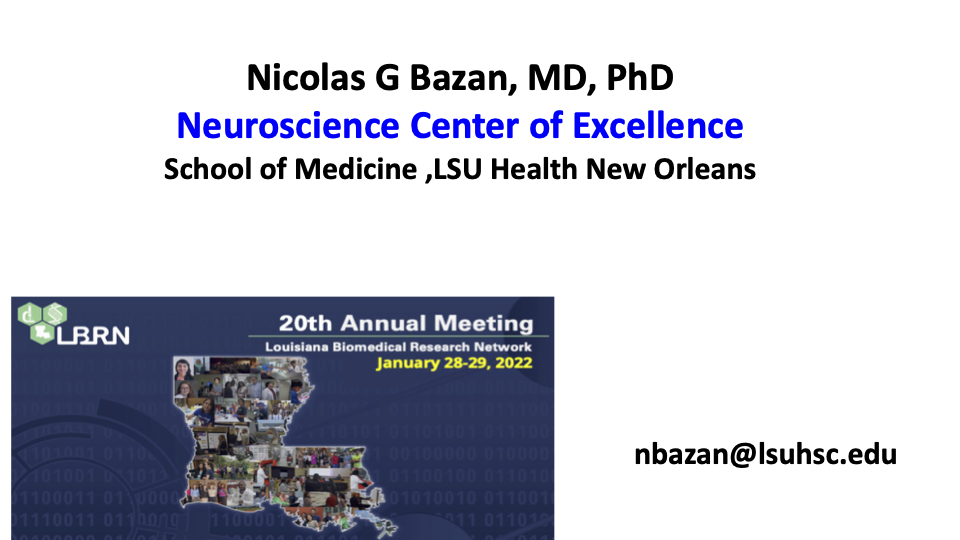 Nicolas G Bazan, MD, PhD
Neuroscience Center of Excellence
School of Medicine ,LSU Health New Orleans
LBRN
20th Annual Meeting
Louisiana Biomedical Research Network
January 28-29, 2022
nbazan@lsuhsc.edu